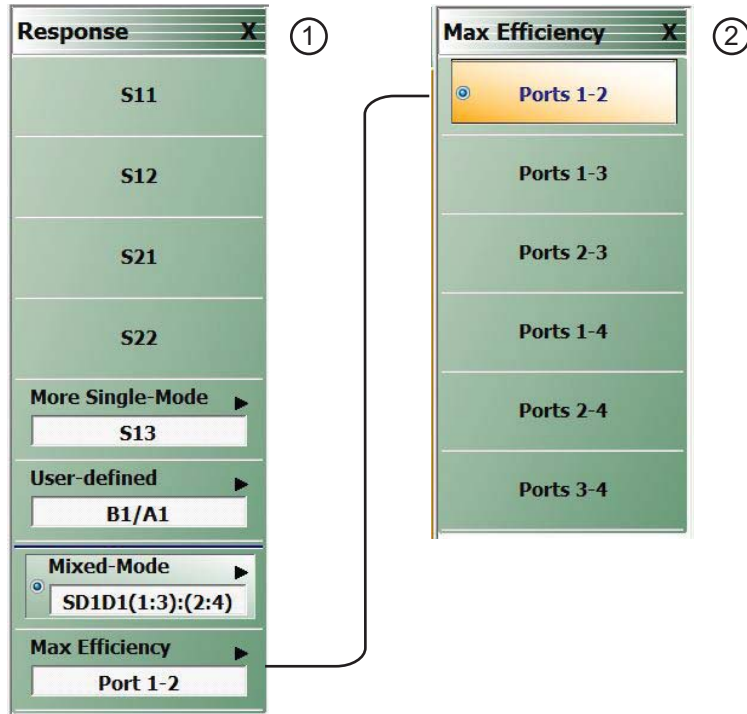 Response X
1
S11
S12
S21
S22
More Single-Mode
S13
User-defined
B1/A1
Mixed-Mode
SD1D1(1:3):(2:4)
Max Efficiency
Port 1-2
Max Efficiency X
2
Ports 1-2
Ports 1-3
Ports 2-3
Ports 1-4
Ports 2-4
Ports 3-4